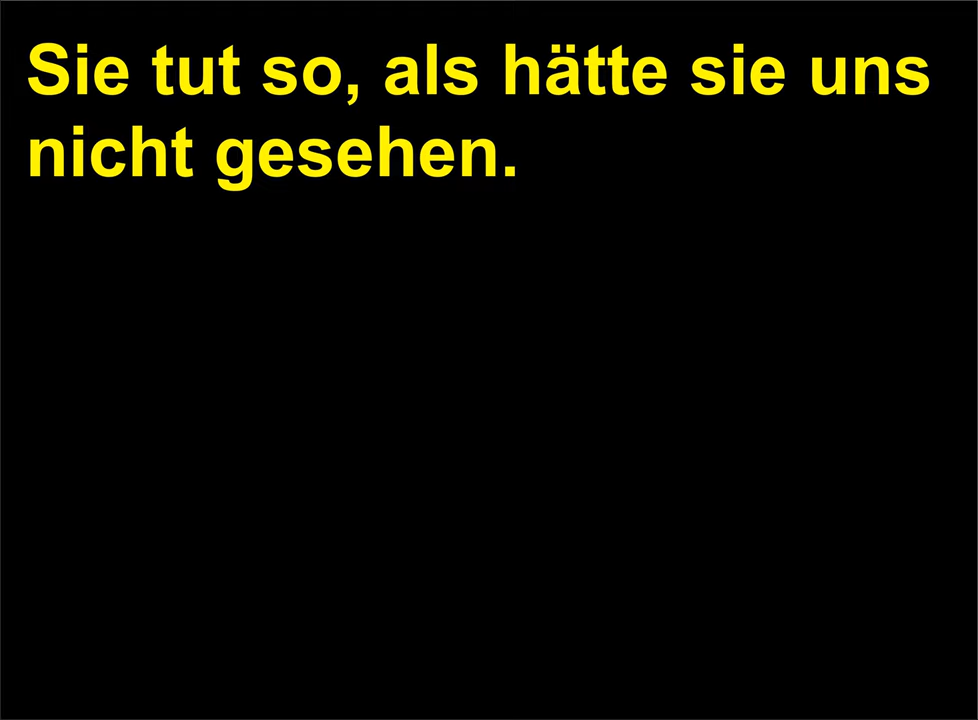 Sie tut so, als hätte sie uns
nicht gesehen.